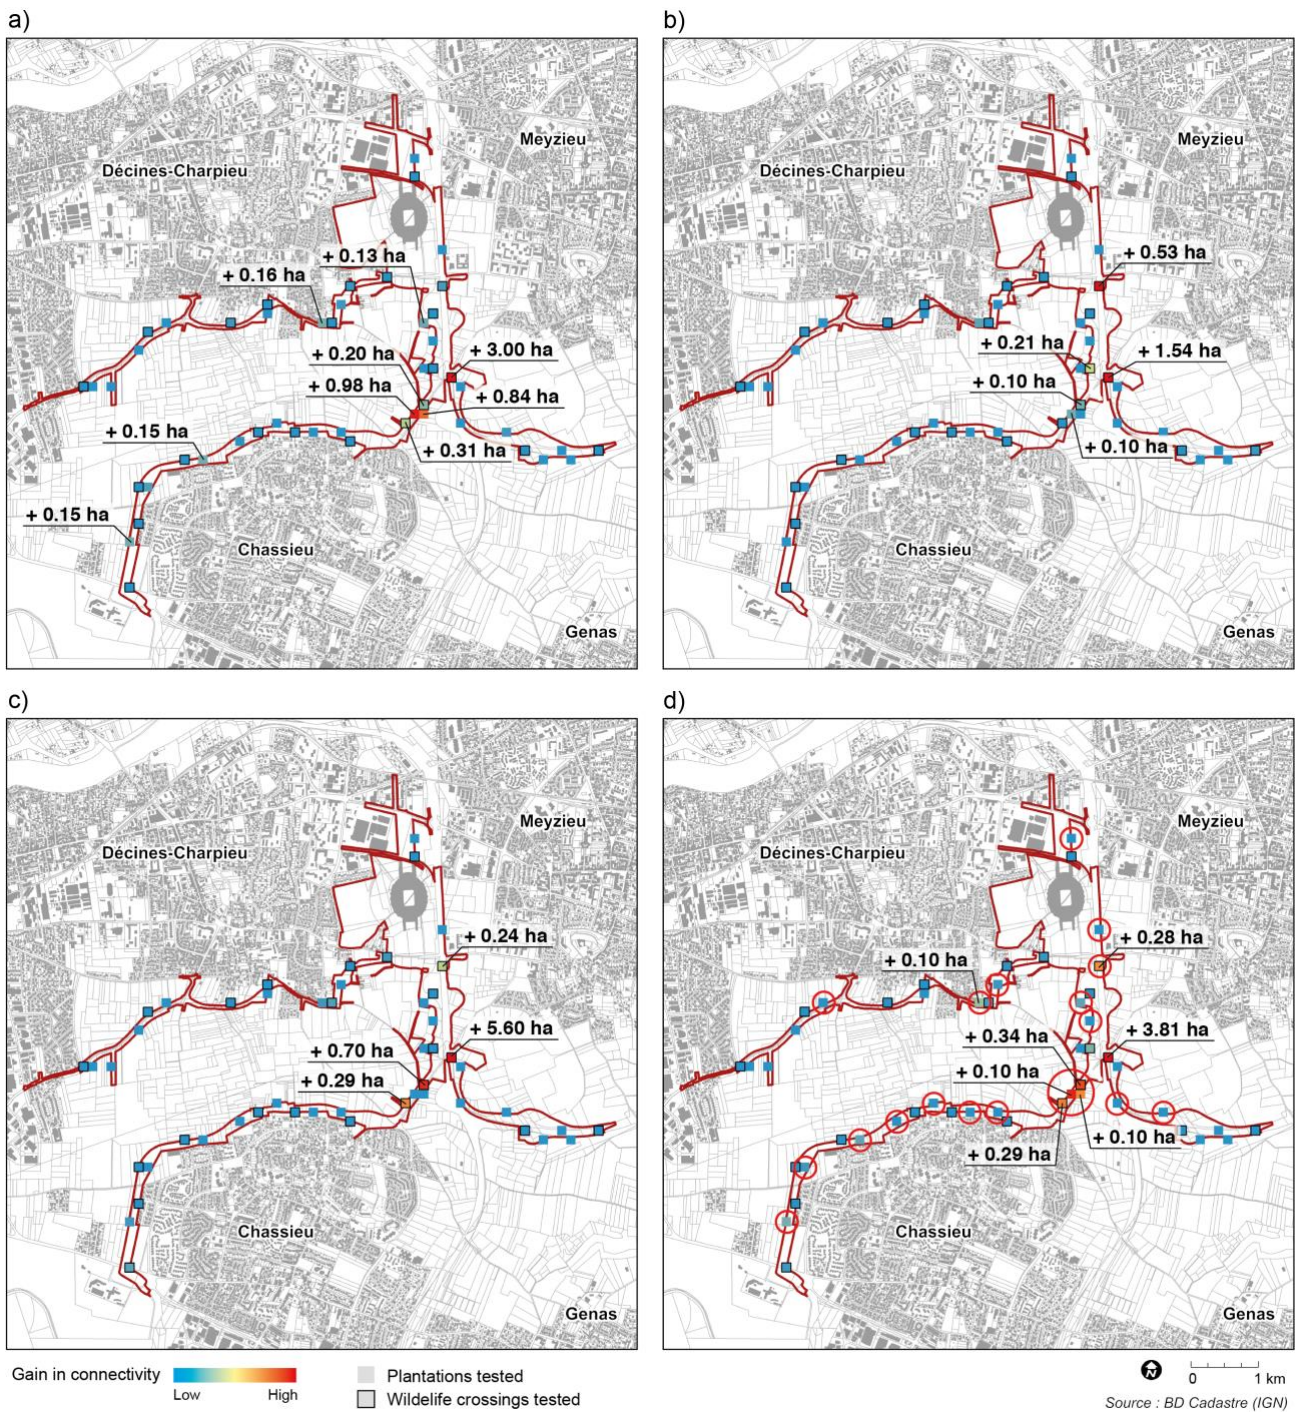 a)
Meyzieu
Décines-Charpieu
+ 0.13 ha
+ 0.16 ha
+ 0.20 ha
+ 3.00 ha
+ 0.98 ha
+ 0.84 ha
+ 0.15 ha
+ 0.31 ha
+ 0.15 ha
Chassieu
Genas
b)
Meyzieu
Décines-Charpieu
+ 0.53 ha
+ 0.21 ha
+ 1.54 ha
+ 0.10 ha
+ 0.10 ha
Chassieu
Genas
c)
Meyzieu
Décines-Charpieu
+ 0.24 ha
+ 5.60 ha
+ 0.70 ha
+ 0.29 ha
Chassieu
Genas
d)
Meyzieu
Décines-Charpieu
+ 0.28 ha
+ 0.10 ha
+ 0.34 ha
+ 3.81 ha
+ 0.10 ha
+ 0.10 ha
+ 0.29 ha
Chassieu
Genas
Gain in connectivity
Low High
Plantations tested
Wildelife crossings tested
N
0 1 km
Source : BD Cadastre (IGN)